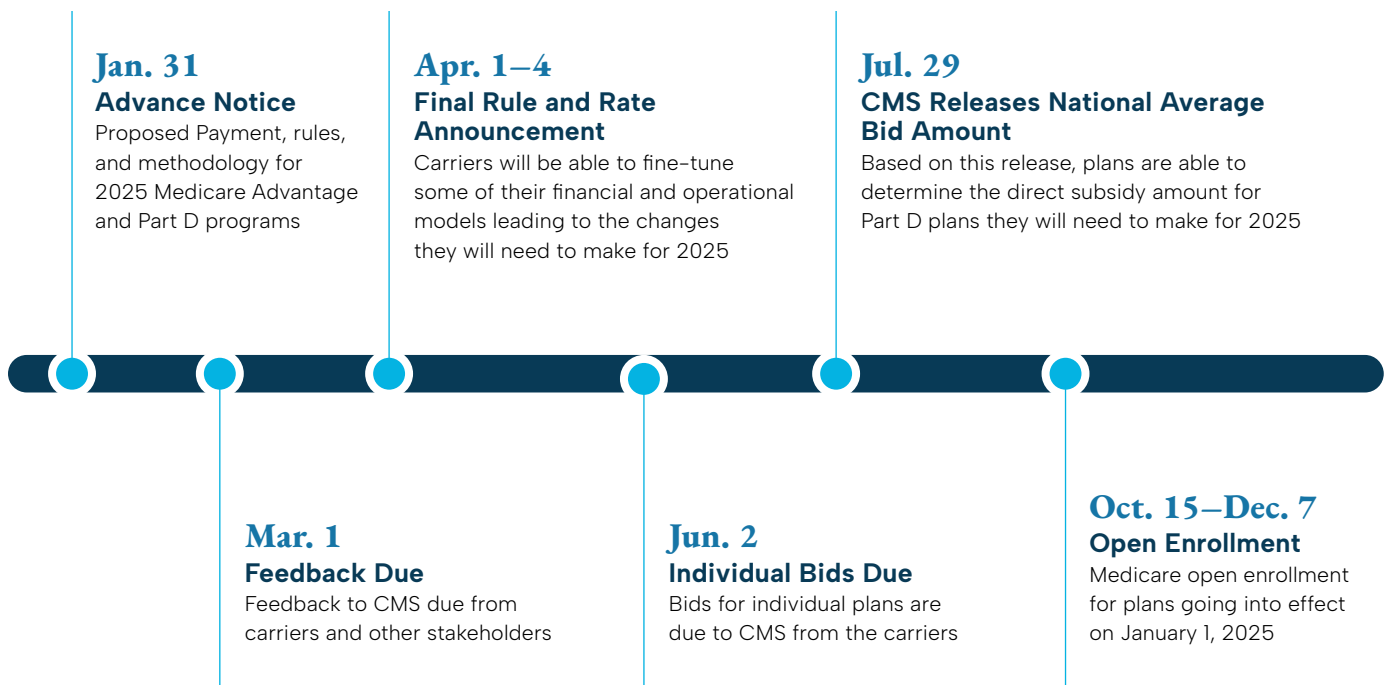 Jan. 31
Advance Notice
Proposed Payment, rules,
and methodology for
2025 Medicare Advantage
and Part D programs
Mar. 1
Feedback Due
Feedback to CMS due from
carriers and other stakeholders
Apr. 1–4
Final Rule and Rate
Announcement
Carriers will be able to fine-tune
some of their financial and operational
models leading to the changes
they will need to make for 2025
Jun. 2
Individual Bids Due
Bids for individual plans are
due to CMS from the carriers
Jul. 29
CMS Releases National Average
Bid Amount
Based on this release, plans are able to
determine the direct subsidy amount for
Part D plans they will need to make for 2025
Oct. 15–Dec. 7
Open Enrollment
Medicare open enrollment
for plans going into effect
on January 1, 2025